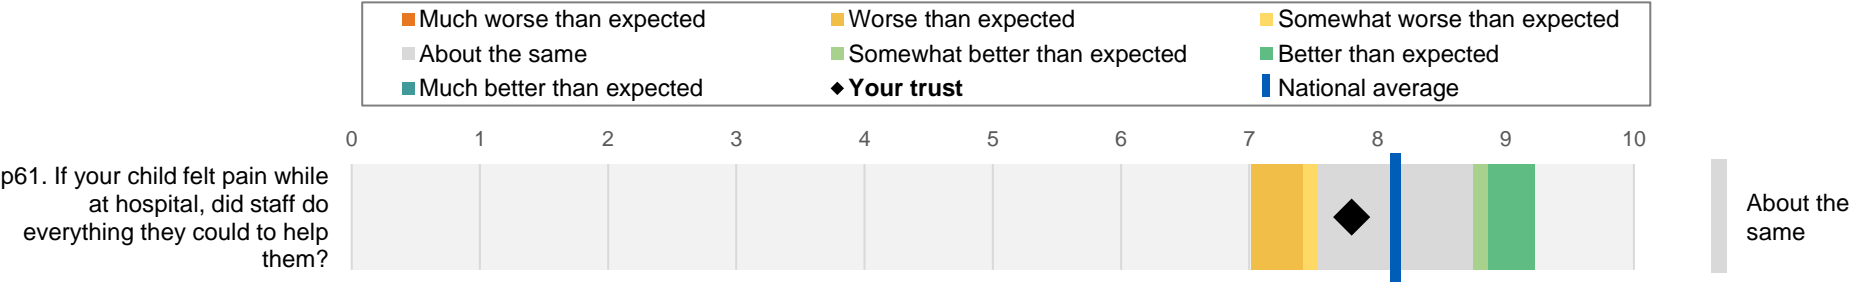 Much worse than expected
Worse than expected
Somewhat worse than expected
About the same
Somewhat better than expected
Better than expected
Much better than expected
Your trust
National average
0 1 2 3 4 5 6 7 8 9 10
p61. If your child felt pain while
at hospital, did staff do
everything they could to help
them?
About the
same